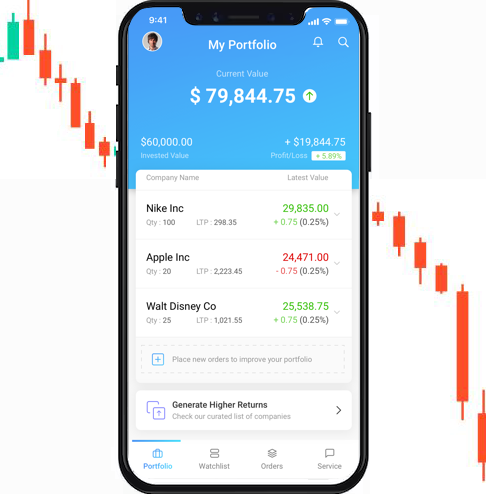 9:41
My Portfolio
Current Value
$ 79,844.75
$60,000.00 + $19,844.75
Invested Value Profit/Loss + 5.89%
Company Name Latest Value
Nike Inc 29,835.00
Qty : 100 LTP : 298.35 + 0.75 (0.25%)
Apple Inc 24,471.00
Qty : 20 LTP : 2,223.45 - 0.75 (0.25%)
Walt Disney Co 25,538.75
Qty : 25 LTP : 1,021.55 + 0.75 (0.25%)
Place new orders to improve your portfolio
Generate Higher Returns
Check our curated list of companies
Portfolio Watchlist Orders Service